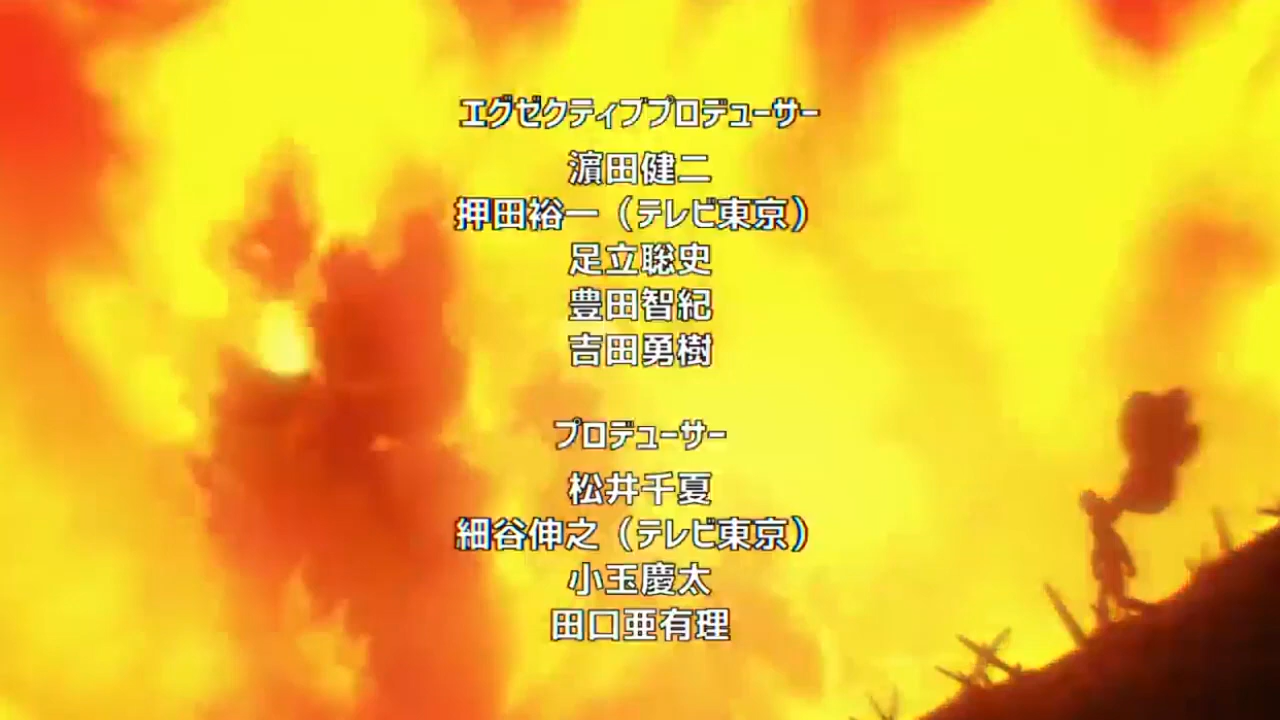 エグゼクティブプロデューサー
濵田健二
押田裕一（テレビ東京）
足立聡史
豊田智紀
吉田勇樹
プロデューサー
松井千夏
細谷伸之（テレビ東京）
小玉慶太
田口亜有理